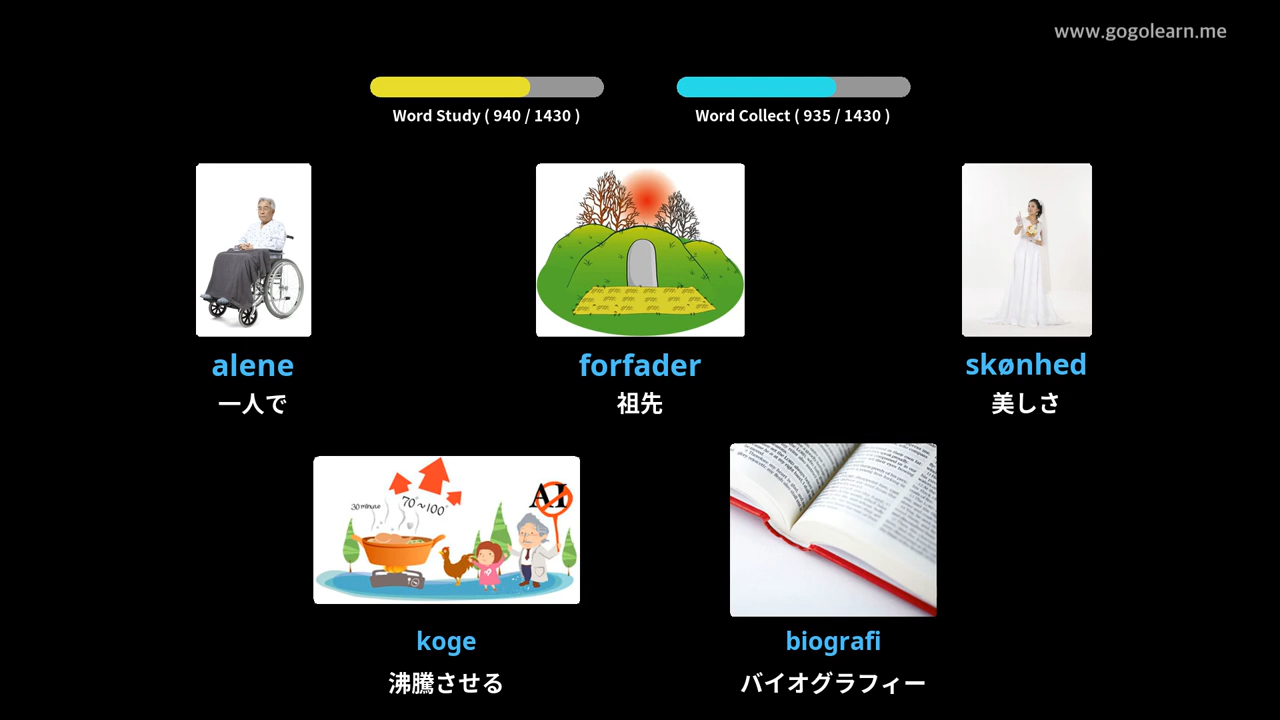 www.gogolearn.me
Word Study ( 940 / 1430 )
Word Collect ( 935 / 1430 )
alene
一人で
forfader
祖先
skønhed
美しさ
30 minute
70°~100°
AI
koge
沸騰させる
biografi
バイオグラフィー